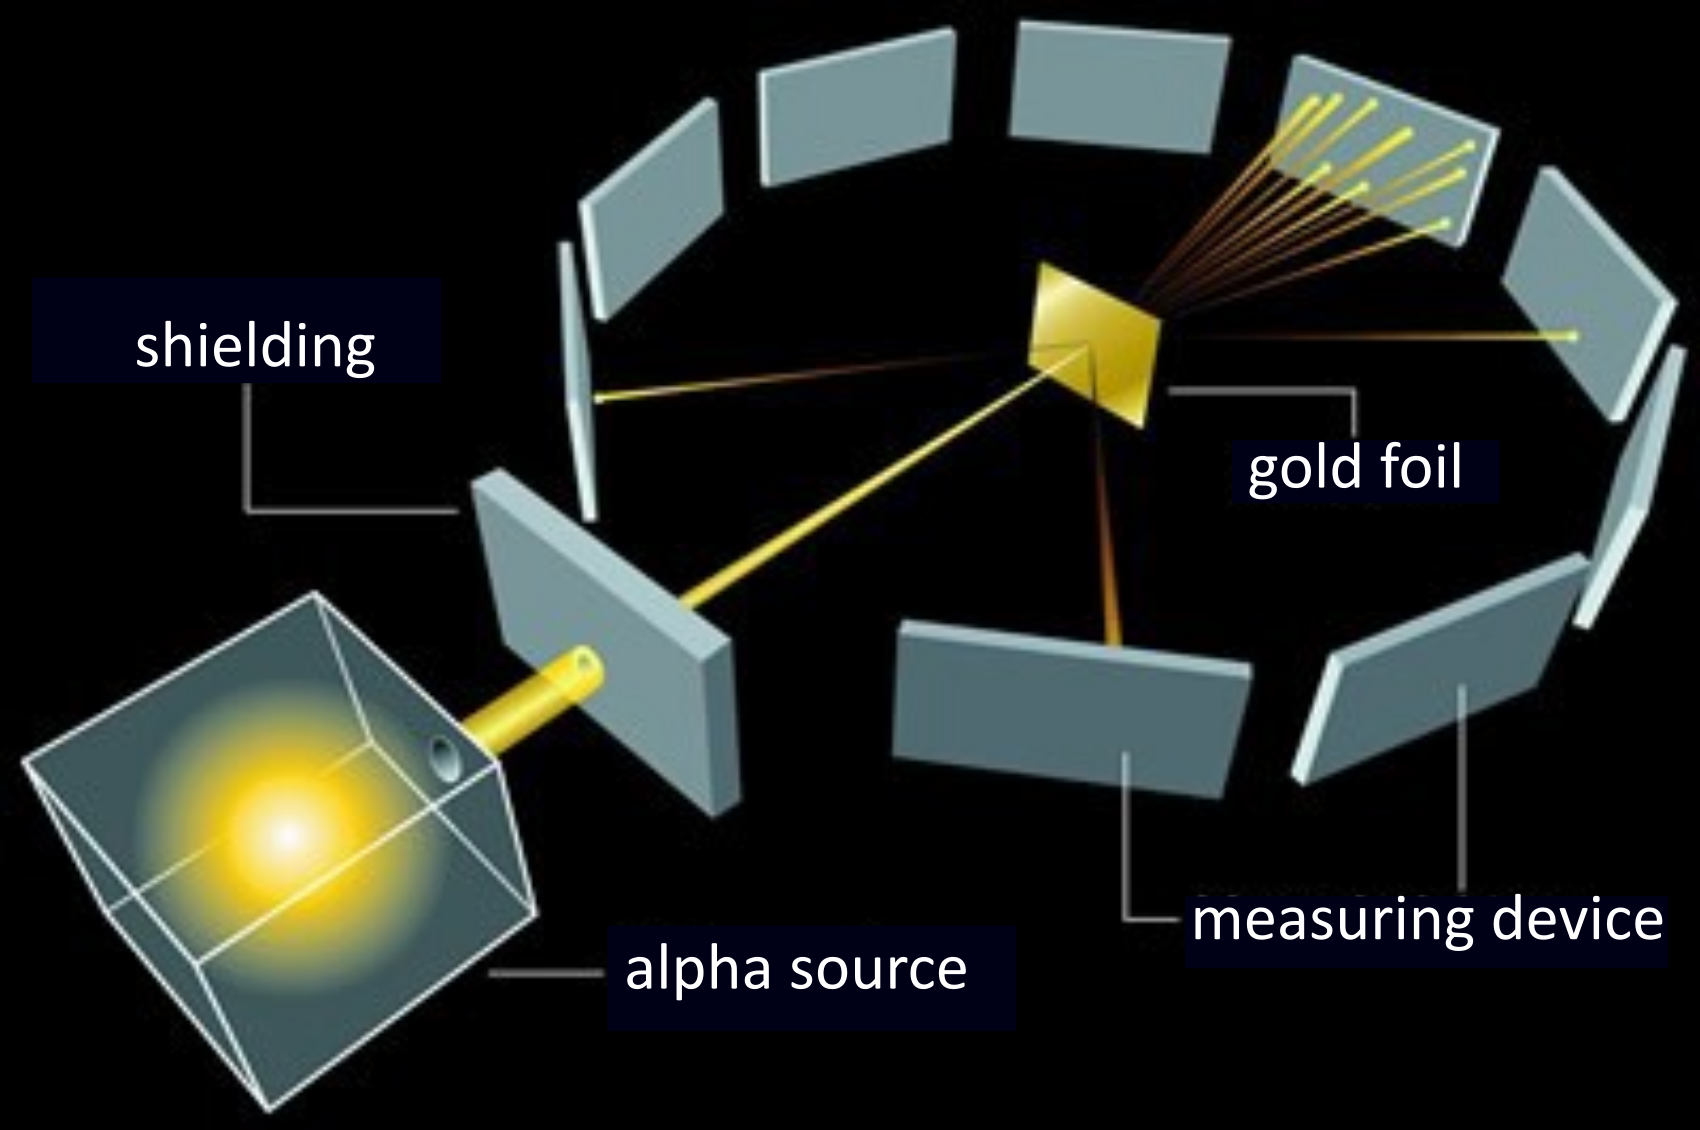 shielding
gold foil
measuring device
alpha source